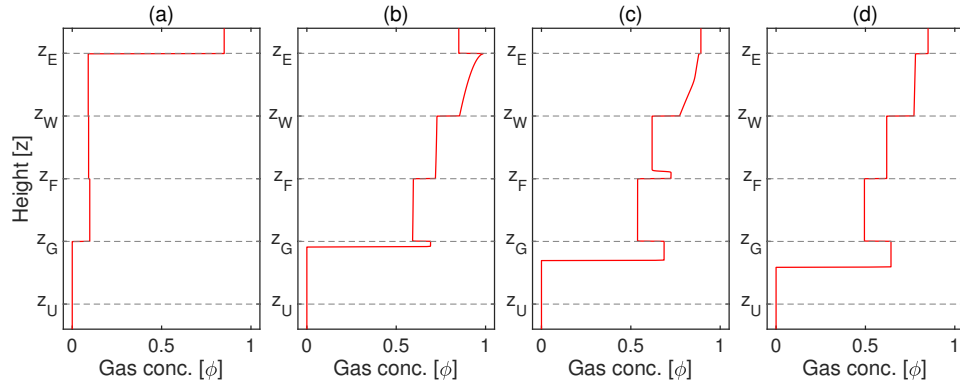 (a)
(b)
(c)
(d)
Height [z]
z_E
z_W
z_F
z_G
z_U
0
0.5
1
Gas conc. [ϕ]
z_E
z_W
z_F
z_G
z_U
0
0.5
1
Gas conc. [ϕ]
z_E
z_W
z_F
z_G
z_U
0
0.5
1
Gas conc. [ϕ]
z_E
z_W
z_F
z_G
z_U
0
0.5
1
Gas conc. [ϕ]